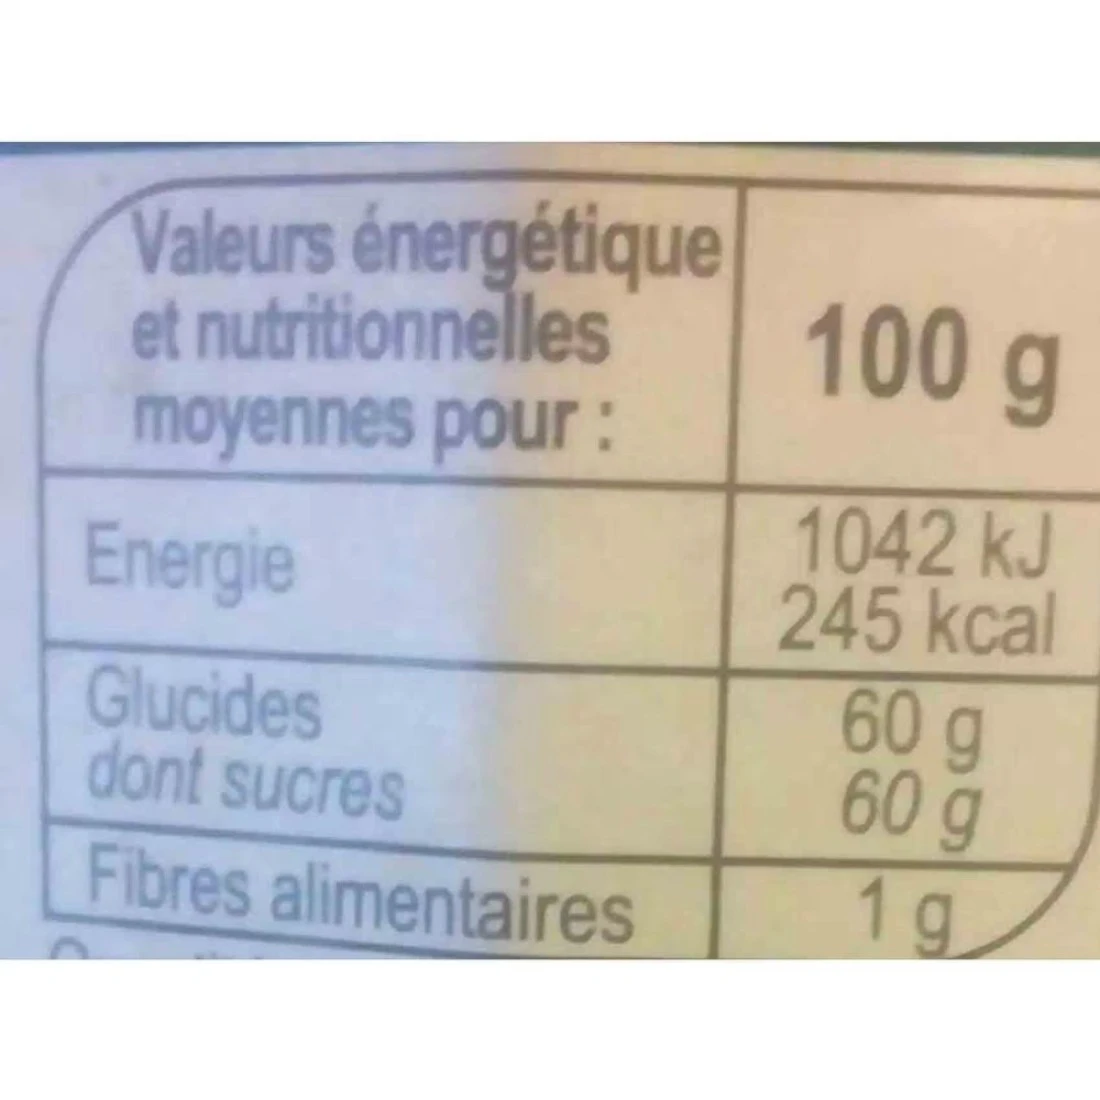 Valeurs énergétique
et nutritionnelles
moyennes pour :
100 g
Energie
1042 kJ
245 kcal
Glucides
60 g
dont sucres
60 g
Fibres alimentaires
1 g